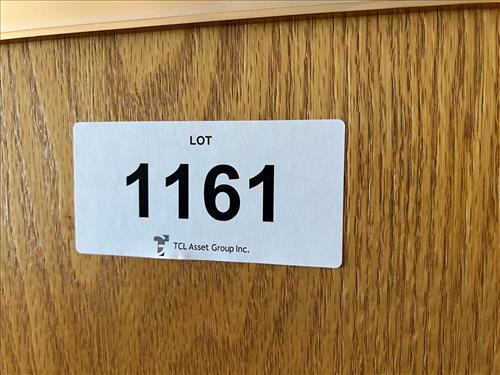 LOT
1161
TCL Asset Group Inc.